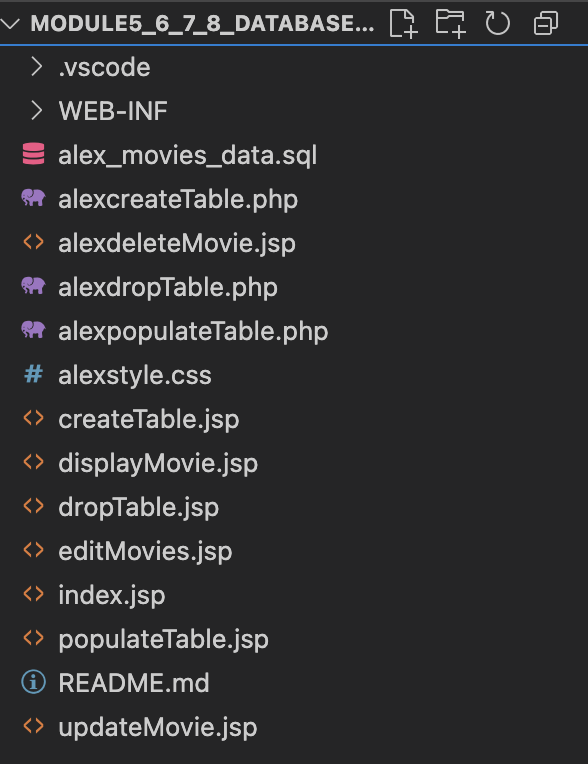 MODULE5_6_7_8_DATABASE...
.vscode
WEB-INF
alex_movies_data.sql
alexcreateTable.php
alexdeleteMovie.jsp
alexdropTable.php
alexpopulateTable.php
# alexstyle.css
createTable.jsp
displayMovie.jsp
dropTable.jsp
editMovies.jsp
index.jsp
populateTable.jsp
README.md
updateMovie.jsp